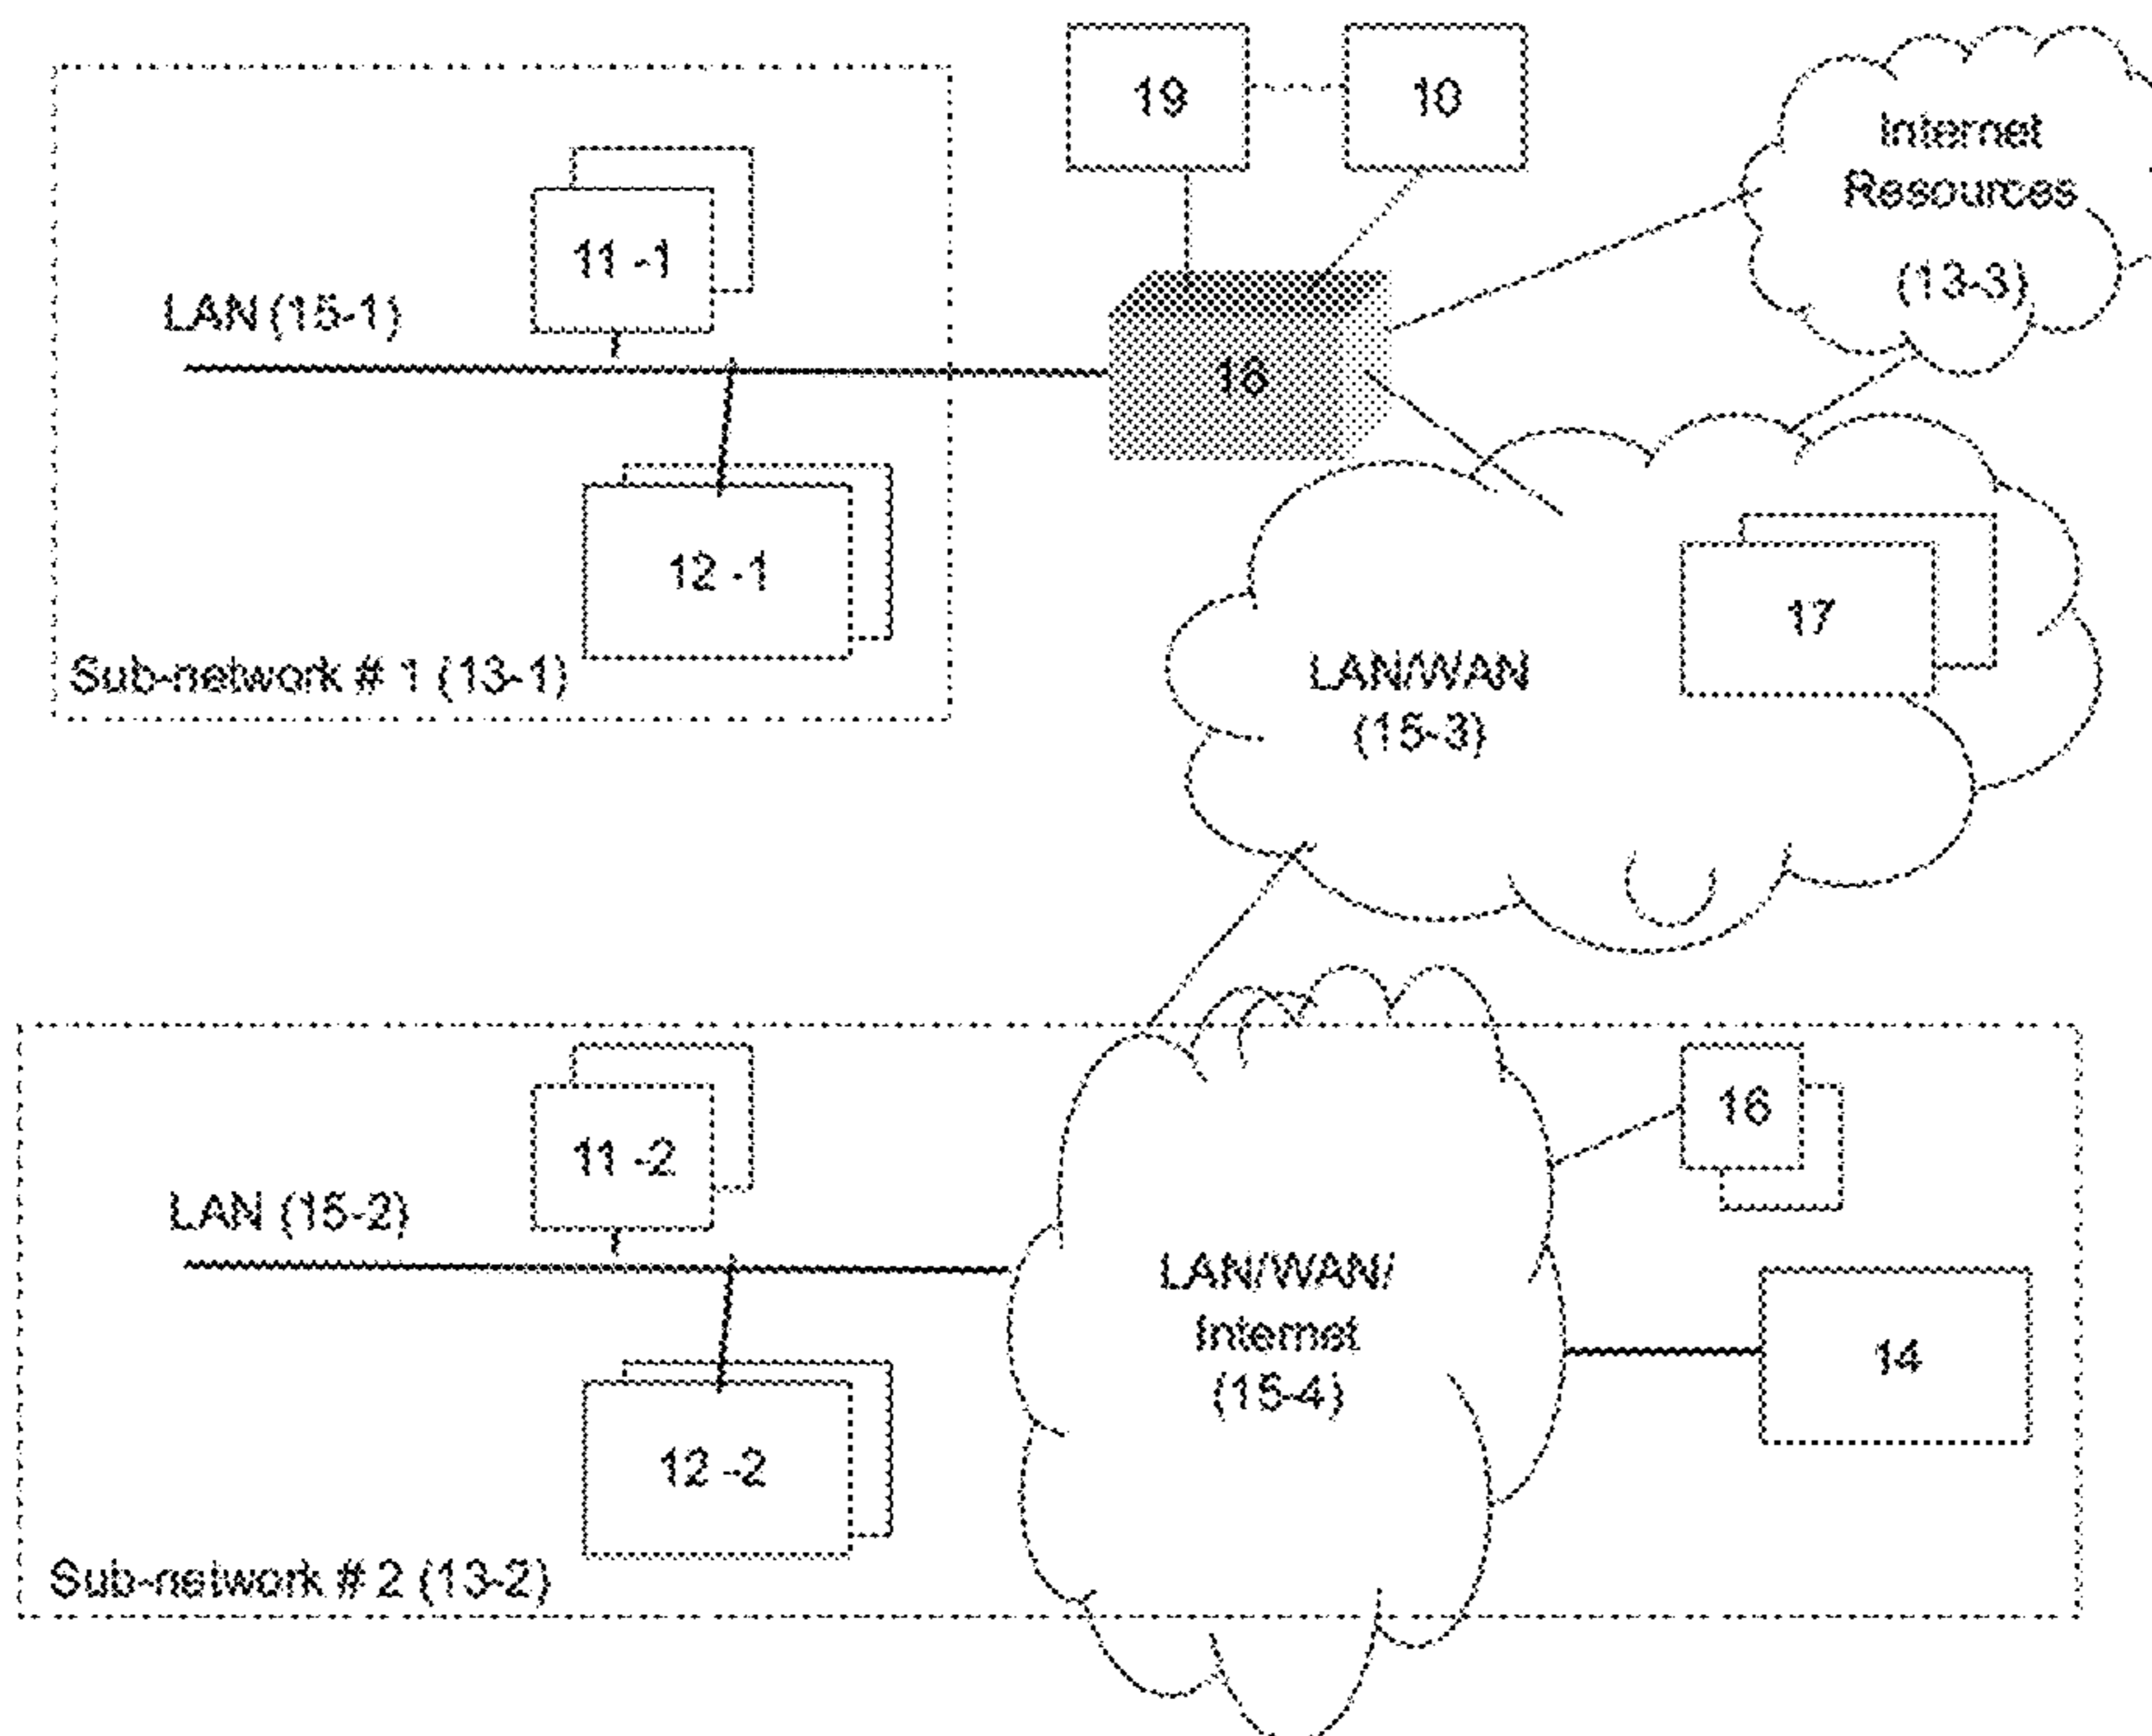 19
10
Internet
Resources
(13-3)
11-1
LAN (15-1)
18
12-1
17
Sub-network # 1 (13-1)
LAN/WAN
(15-3)
11-2
16
LAN (15-2)
LAN/WAN/
Internet
(15-4)
14
12-2
Sub-network # 2 (13-2)